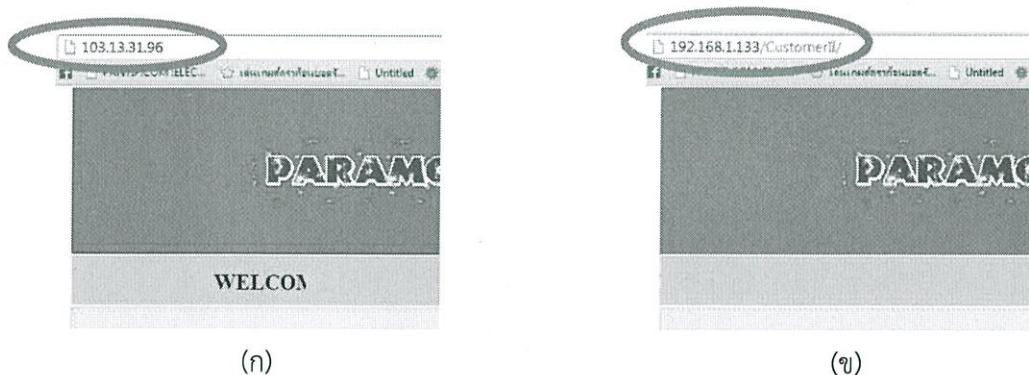 103.13.31.96
Untitled
PARAMO
WELCOM
(ก)
192.168.1.133/CustomerII/
Untitled
PARAMO
(ข)